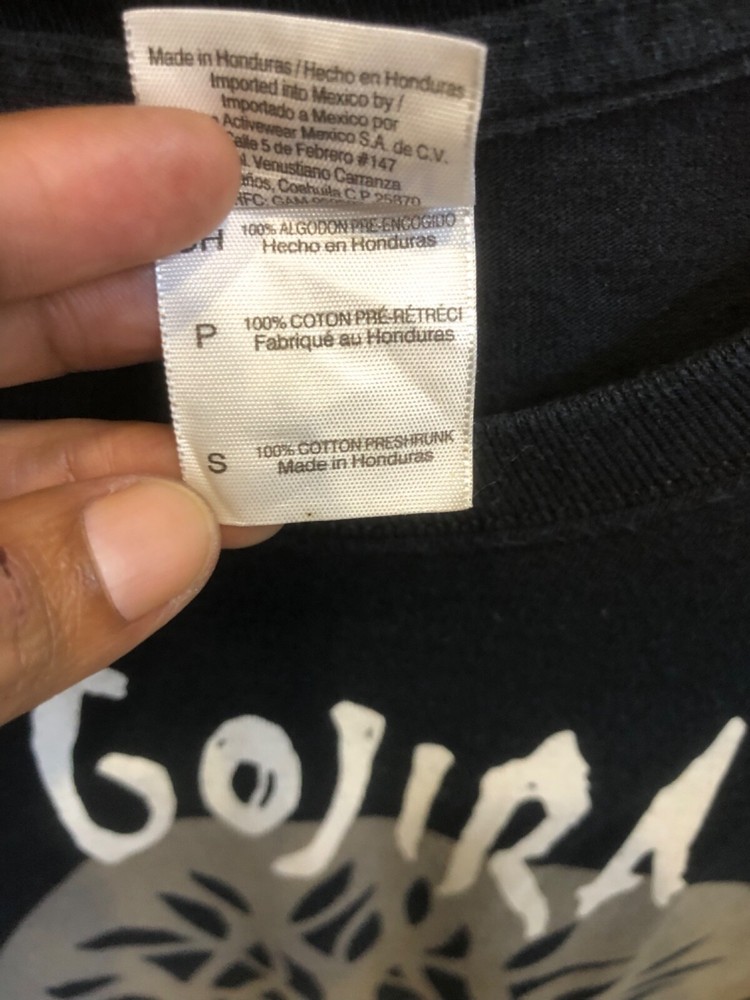 Made in Honduras / Hecho en Honduras
Imported into Mexico by /
Importado a Mexico por
Activewear Mexico S.A. de C.V.
5 de Febrero #147
Venustiano Carranza
Coahuila C.P. 25870
100% ALGODON PRE-ENCOGIDO
Hecho en Honduras
P 100% COTON PRÉ-RÉTRÉCI
Fabriqué au Honduras
S 100% COTTON PRESHRUNK
Made in Honduras
GOJIRA